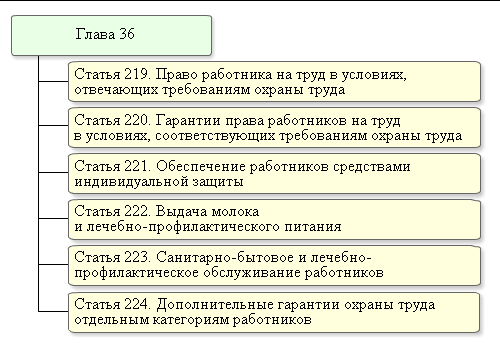 Глава 36
Статья 219. Право работника на труд в условиях,
отвечающих требованиям охраны труда
Статья 220. Гарантии права работников на труд
в условиях, соответствующих требованиям охраны труда
Статья 221. Обеспечение работников средствами
индивидуальной защиты
Статья 222. Выдача молока
и лечебно-профилактического питания
Статья 223. Санитарно-бытовое и лечебно-
профилактическое обслуживание работников
Статья 224. Дополнительные гарантии охраны труда
отдельным категориям работников